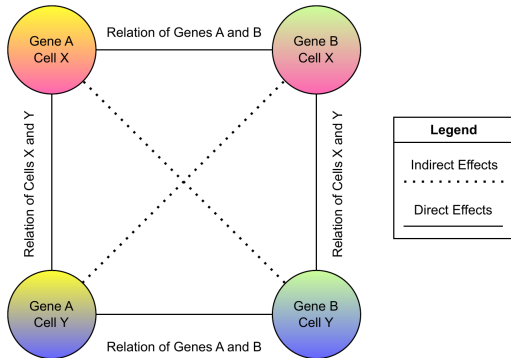 Gene A
Cell X
Relation of Genes A and B
Gene B
Cell X
Relation of Cells X and Y
Relation of Cells X and Y
Legend
Indirect Effects
Direct Effects
Gene A
Cell Y
Gene B
Cell Y
Relation of Genes A and B